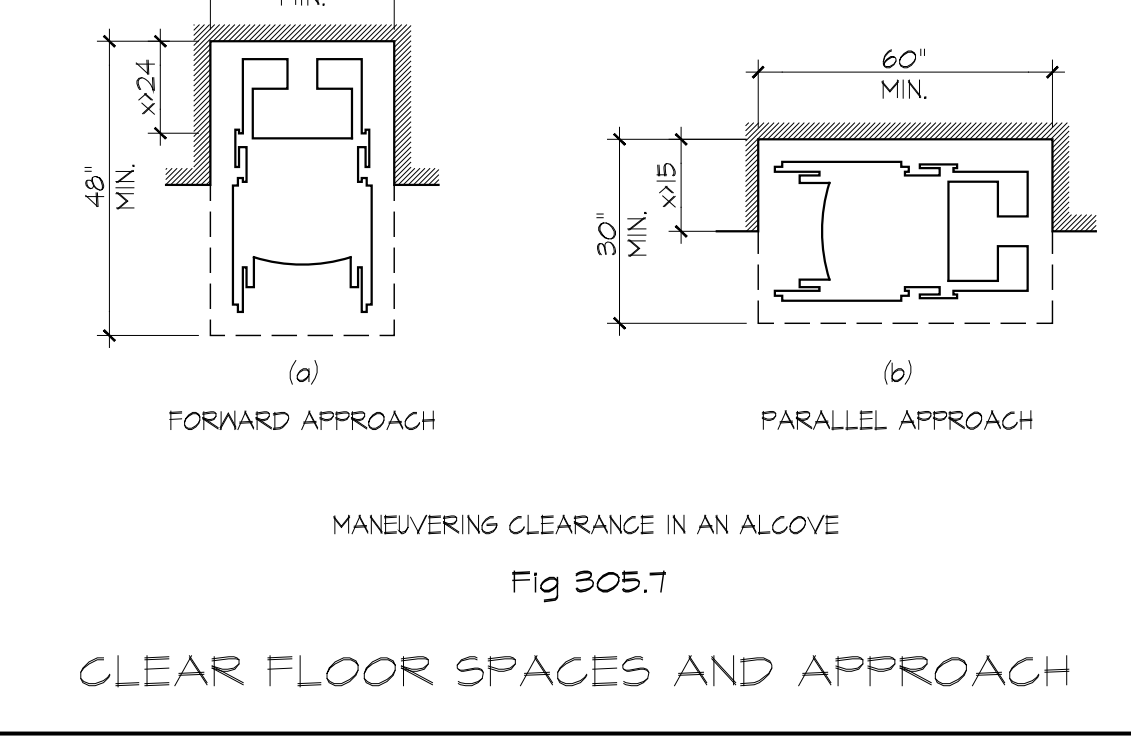 MIN.
x>24
48"
MIN.
60"
MIN.
x>15
30"
MIN.
(a)
(b)
FORWARD APPROACH
PARALLEL APPROACH
MANEUVERING CLEARANCE IN AN ALCOVE
Fig 305.7
CLEAR FLOOR SPACES AND APPROACH